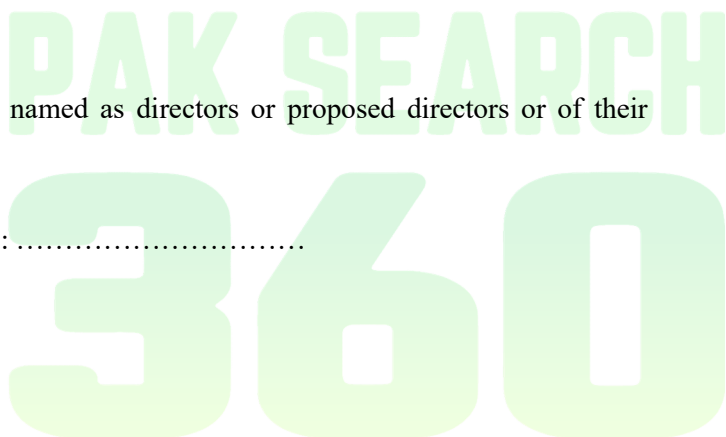 PAK SEARCH
named as directors or proposed directors or of their
360
: ……………………………